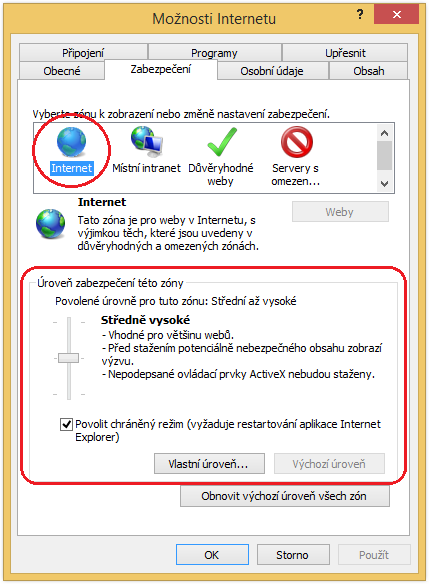 Možnosti Internetu
?
Připojení
Programy
Upřesnit
Obecné
Zabezpečení
Osobní údaje
Obsah
Vyberte zónu k zobrazení nebo změně nastavení zabezpečení.
Internet
Místní intranet
Důvěryhodné
weby
Servery s
omezen...
Internet
Tato zóna je pro weby v Internetu, s
výjimkou těch, které jsou uvedeny v
důvěryhodných a omezených zónách.
Weby
Úroveň zabezpečení této zóny
Povolené úrovně pro tuto zónu: Střední až vysoké
Středně vysoké
- Vhodné pro většinu webů.
- Před stažením potenciálně nebezpečného obsahu zobrazí
výzvu.
- Nepodepsané ovládací prvky ActiveX nebudou staženy.
Povolit chráněný režim (vyžaduje restartování aplikace Internet
Explorer)
Vlastní úroveň...
Výchozí úroveň
Obnovit výchozí úroveň všech zón
OK
Storno
Použít